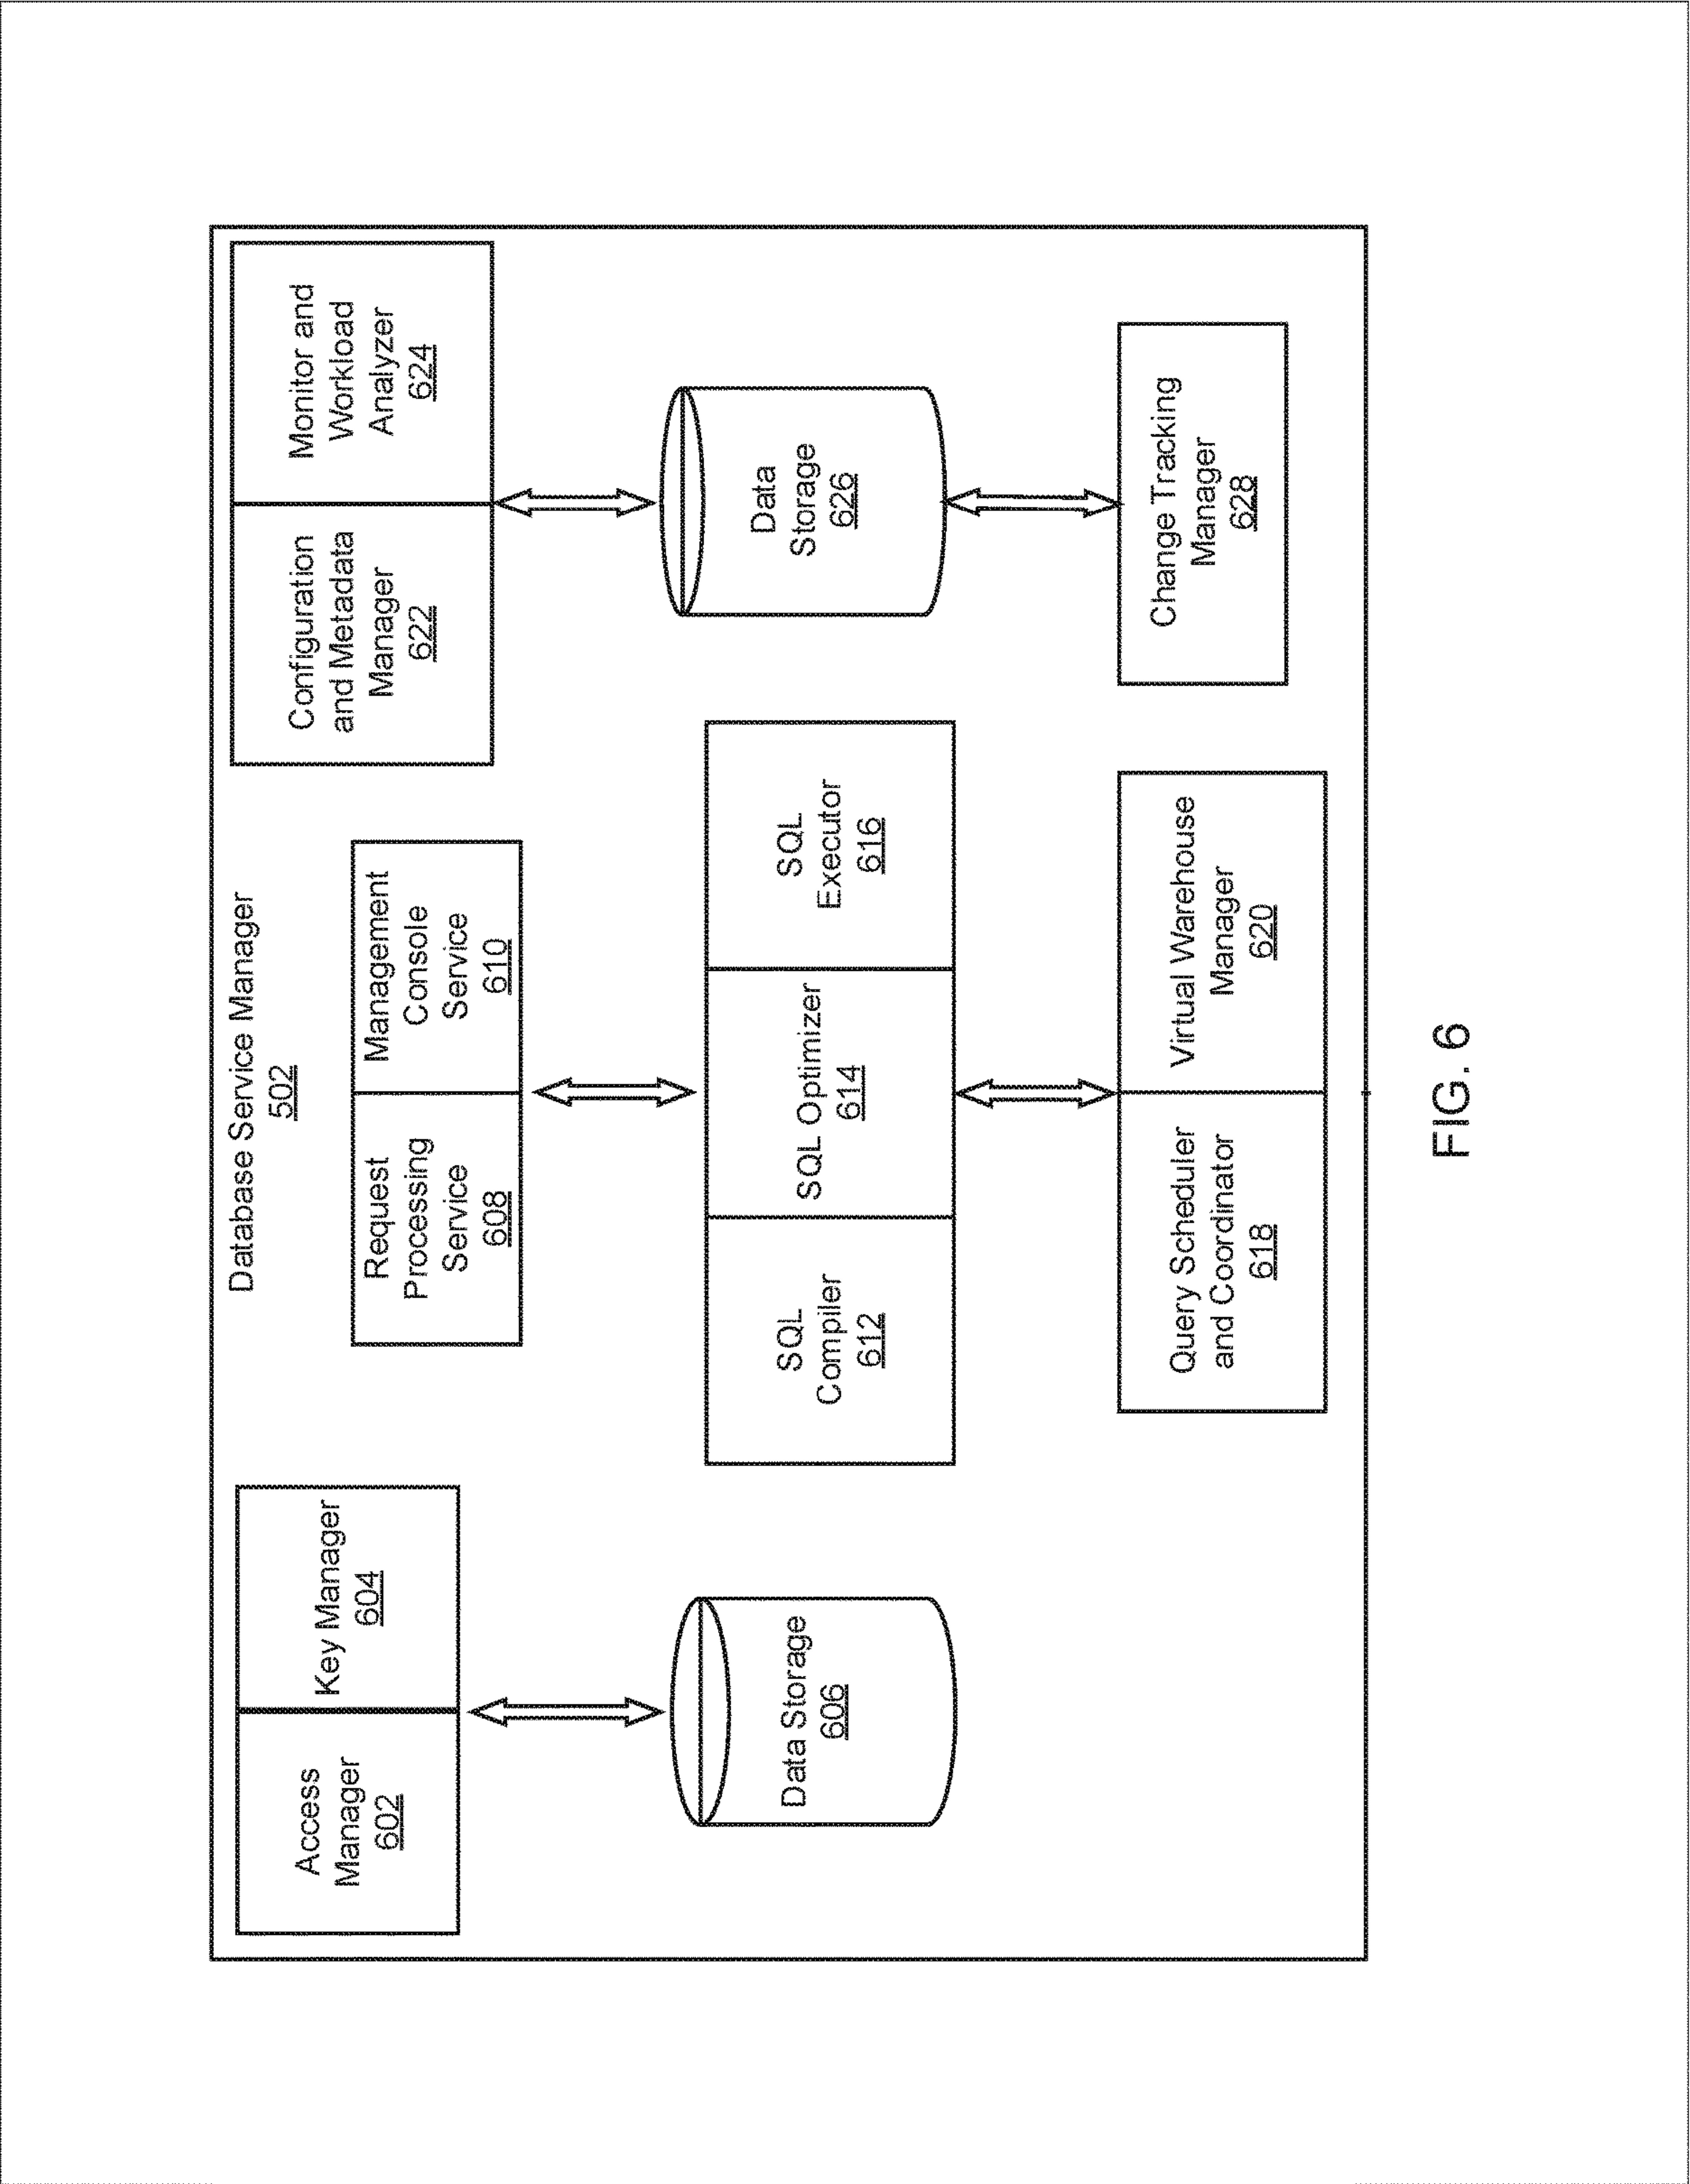 Database Service Manager
502
Access
Manager
602
Key Manager
604
Data Storage
606
Request
Processing
Service
608
Management
Console
Service
610
SQL
Compiler
612
SQL Optimizer
614
SQL
Executor
616
Query Scheduler
and Coordinator
618
Virtual Warehouse
Manager
620
Configuration
and Metadata
Manager
622
Monitor and
Workload
Analyzer
624
Data
Storage
626
Change Tracking
Manager
628
FIG. 6